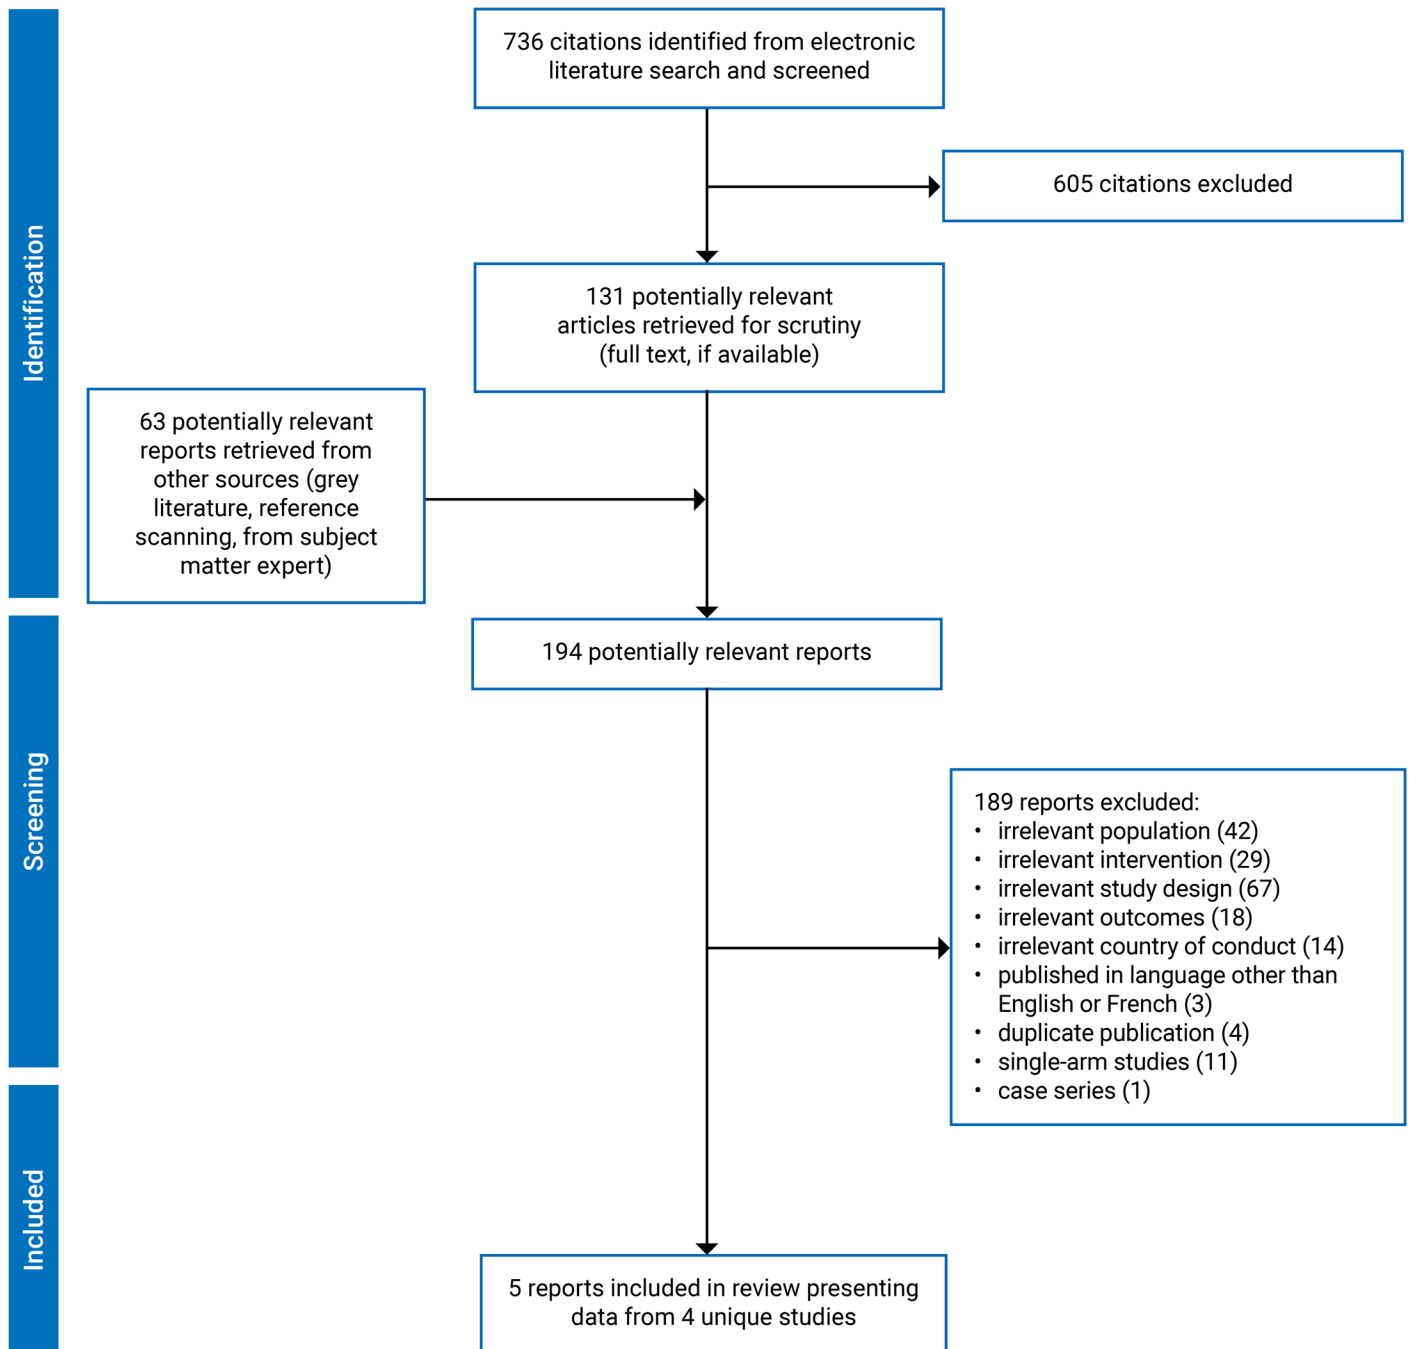 736 citations identified from electronic
literature search and screened
605 citations excluded
Identification
131 potentially relevant
articles retrieved for scrutiny
(full text, if available)
63 potentially relevant
reports retrieved from
other sources (grey
literature, reference
scanning, from subject
matter expert)
194 potentially relevant reports
Screening
189 reports excluded:
• irrelevant population (42)
• irrelevant intervention (29)
• irrelevant study design (67)
• irrelevant outcomes (18)
• irrelevant country of conduct (14)
• published in language other than
English or French (3)
• duplicate publication (4)
• single-arm studies (11)
• case series (1)
Included
5 reports included in review presenting
data from 4 unique studies